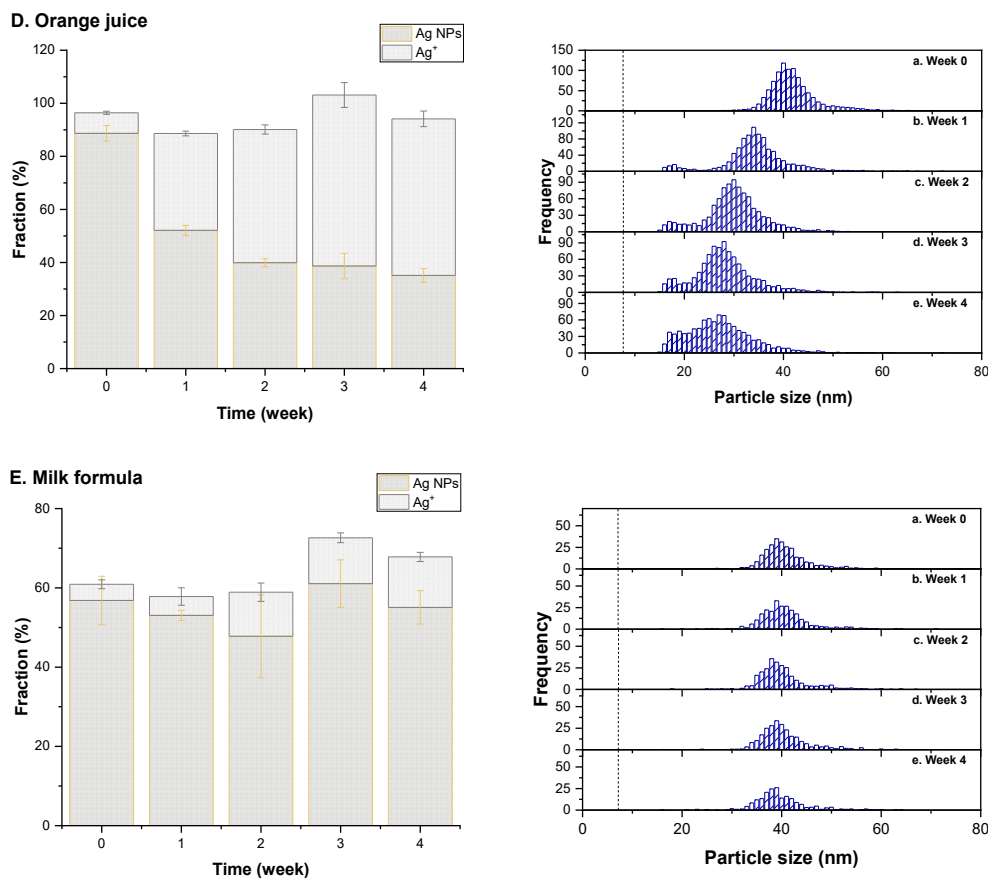 D. Orange juice
Ag NPs
Ag⁺
120
100
80
60
40
20
0
Fraction (%)
0 1 2 3 4
Time (week)
a. Week 0
150
100
50
0
b. Week 1
120
80
40
0
c. Week 2
90
60
30
0
d. Week 3
90
60
30
0
e. Week 4
90
60
30
0
Frequency
0 20 40 60 80
Particle size (nm)
E. Milk formula
Ag NPs
Ag⁺
80
60
40
20
0
Fraction (%)
0 1 2 3 4
Time (week)
a. Week 0
50
25
0
b. Week 1
50
25
0
c. Week 2
50
25
0
d. Week 3
50
25
0
e. Week 4
50
25
0
Frequency
0 20 40 60 80
Particle size (nm)